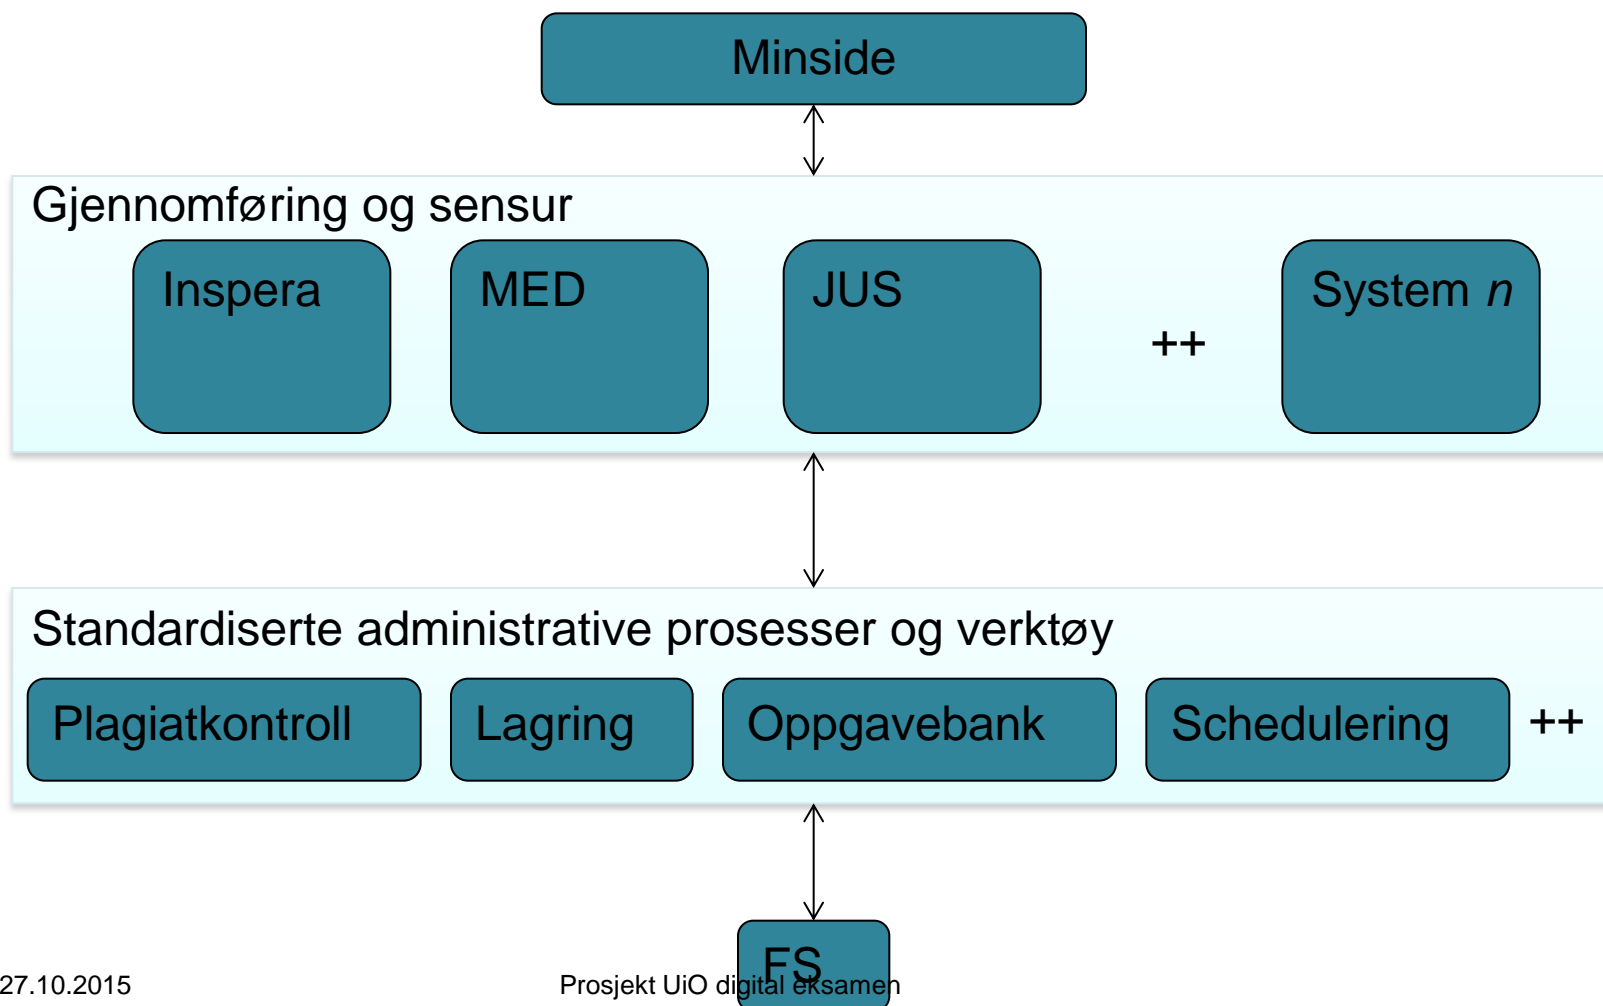 Minside
Gjennomføring og sensur
Inspera MED JUS ++ System n
Standardiserte administrative prosesser og verktøy
Plagiatkontroll Lagring Oppgavebank Schedulering ++
FS
27.10.2015 Prosjekt UiO digital eksamen